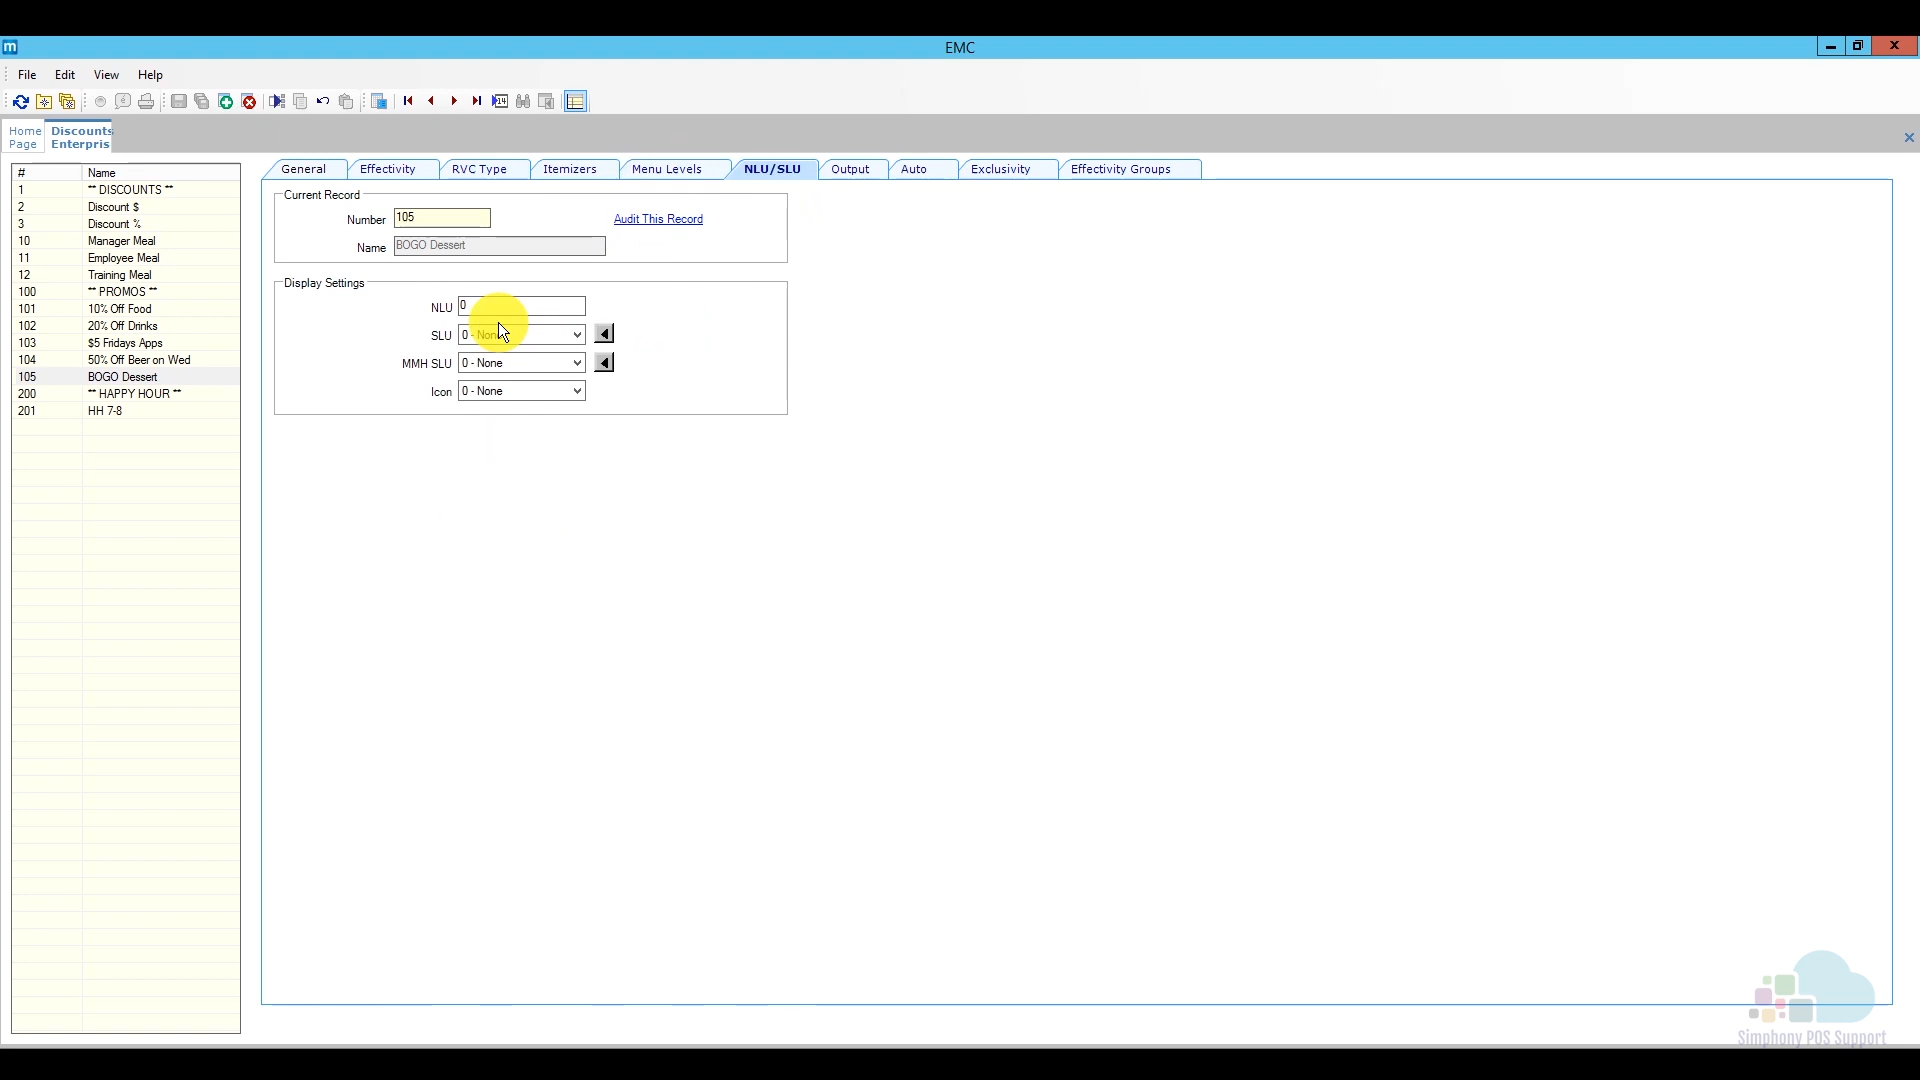 EMC
File Edit View Help
Home Page
Discounts Enterpris
# Name
1 ** DISCOUNTS **
2 Discount $
3 Discount %
10 Manager Meal
11 Employee Meal
12 Training Meal
100 ** PROMOS **
101 10% Off Food
102 20% Off Drinks
103 $5 Fridays Apps
104 50% Off Beer on Wed
105 BOGO Dessert
200 ** HAPPY HOUR **
201 HH 7-8
General Effectivity RVC Type Itemizers Menu Levels NLU/SLU Output Auto Exclusivity Effectivity Groups
Current Record
Number 105 Audit This Record
Name BOGO Dessert
Display Settings
NLU 0
SLU 0 - None
MMH SLU 0 - None
Icon 0 - None
Simphony POS Support